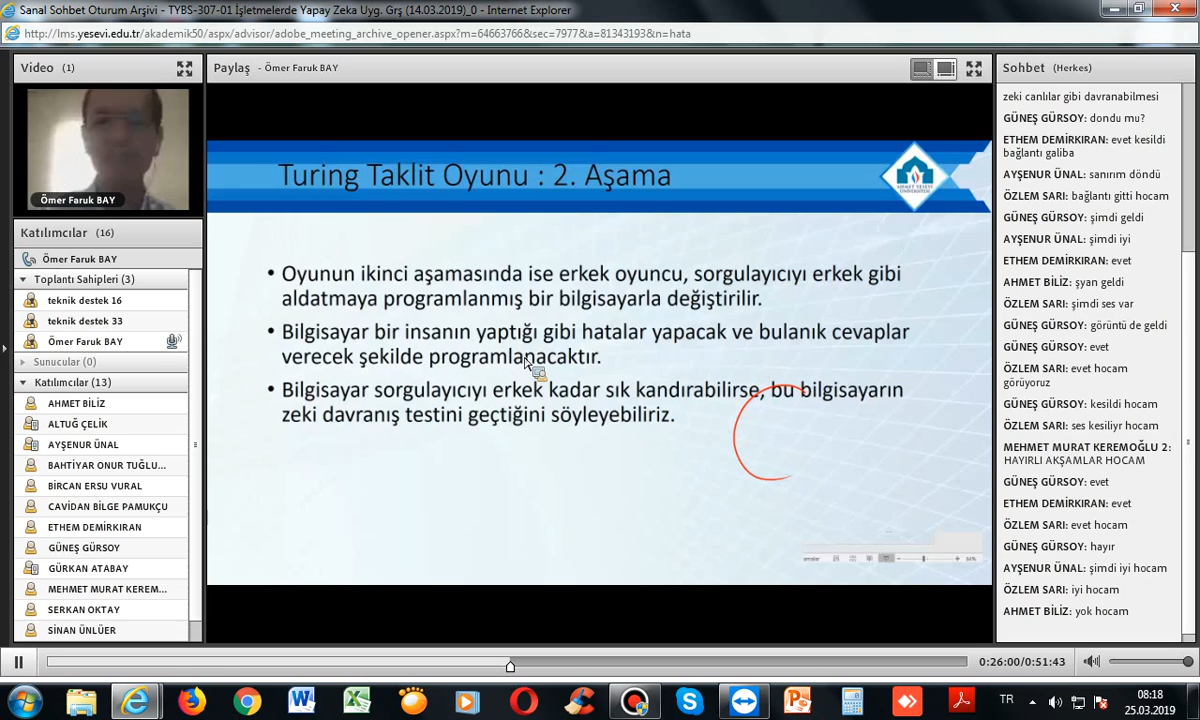 Sanal Sohbet Oturum Arşivi - TYBS-307-01 İşletmelerde Yapay Zeka Uyg. Grş (14.03.2019)_0 - Internet Explorer
http://lms.yesevi.edu.tr/akademik50/aspx/advisor/adobe_meeting_archive_opener.aspx?m=64663766&sec=7977&a=81343193&n=hata
Video (1)
Ömer Faruk BAY
Katılımcılar (16)
Ömer Faruk BAY
Toplantı Sahipleri (3)
teknik destek 16
teknik destek 33
Ömer Faruk BAY
Sunucular (0)
Katılımcılar (13)
AHMET BİLİZ
ALTUĞ ÇELİK
AYŞENUR ÜNAL
BAHTİYAR ONUR TUĞLU...
BİRCAN ERSU VURAL
CAVİDAN BİLGE PAMUKÇU
ETHEM DEMİRKIRAN
GÜNEŞ GÜRSOY
GÜRKAN ATABAY
MEHMET MURAT KEREM...
SERKAN OKTAY
SİNAN ÜNLÜER
Paylaş - Ömer Faruk BAY
Turing Taklit Oyunu : 2. Aşama
AHMET YESEVİ
ÜNİVERSİTESİ
• Oyunun ikinci aşamasında ise erkek oyuncu, sorgulayıcıyı erkek gibi
aldatmaya programlanmış bir bilgisayarla değiştirilir.
• Bilgisayar bir insanın yaptığı gibi hatalar yapacak ve bulanık cevaplar
verecek şekilde programlanacaktır.
• Bilgisayar sorgulayıcıyı erkek kadar sık kandırabilirse, bu bilgisayarın
zeki davranış testini geçtiğini söyleyebiliriz.
Sohbet (Herkes)
zeki canlılar gibi davranabilmesi
GÜNEŞ GÜRSOY: dondu mu?
ETHEM DEMİRKIRAN: evet kesildi
bağlantı galiba
AYŞENUR ÜNAL: sanırım döndü
ÖZLEM SARI: bağlantı gitti hocam
GÜNEŞ GÜRSOY: şimdi geldi
AYŞENUR ÜNAL: şimdi iyi
ETHEM DEMİRKIRAN: evet
AHMET BİLİZ: şyan geldi
ÖZLEM SARI: şimdi ses var
GÜNEŞ GÜRSOY: görüntü de geldi
GÜNEŞ GÜRSOY: evet
ÖZLEM SARI: evet hocam
görüyoruz
GÜNEŞ GÜRSOY: kesildi hocam
ÖZLEM SARI: ses kesiliyr hocam
MEHMET MURAT KEREMOĞLU 2:
HAYIRLI AKŞAMLAR HOCAM
GÜNEŞ GÜRSOY: evet
ETHEM DEMİRKIRAN: evet
ÖZLEM SARI: evet hocam
GÜNEŞ GÜRSOY: hayır
AYŞENUR ÜNAL: şimdi iyi hocam
ÖZLEM SARI: iyi hocam
AHMET BİLİZ: yok hocam
0:26:00/0:51:43
TR
08:18
25.03.2019